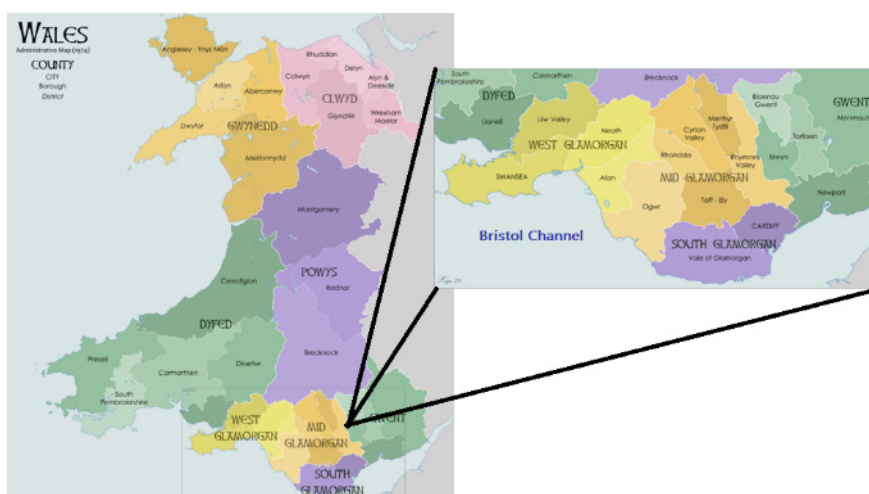 WALES
Administrative Map (1974)
COUNTY
CITY
Borough
District
Anglesey - Ynys Môn
Arfon
Aberconwy
Colwyn
Rhuddlan
Delyn
Alyn &
Deeside
CLWYD
Glyndŵr
Wrexham
Maelor
GWYNEDD
Dwyfor
Meirionnydd
Montgomery
POWYS
Radnor
Ceredigion
DYFED
Preseli
Carmarthen
Dinefwr
South
Pembrokeshire
Brecknock
WEST
GLAMORGAN
MID
GLAMORGAN
GWENT
SOUTH
GLAMORGAN
South
Pembrokeshire
Carmarthen
Brecknock
DYFED
Llanelli
Lliw Valley
Neath
WEST GLAMORGAN
SWANSEA
Afan
Cynon
Valley
Merthyr
Tydfil
Rhondda
Rhymney
Valley
MID GLAMORGAN
Ogwr
Taff - Ely
Blaenau
Gwent
Torfaen
Islwyn
GWENT
Monmouth
Newport
CARDIFF
SOUTH GLAMORGAN
Vale of Glamorgan
Bristol Channel